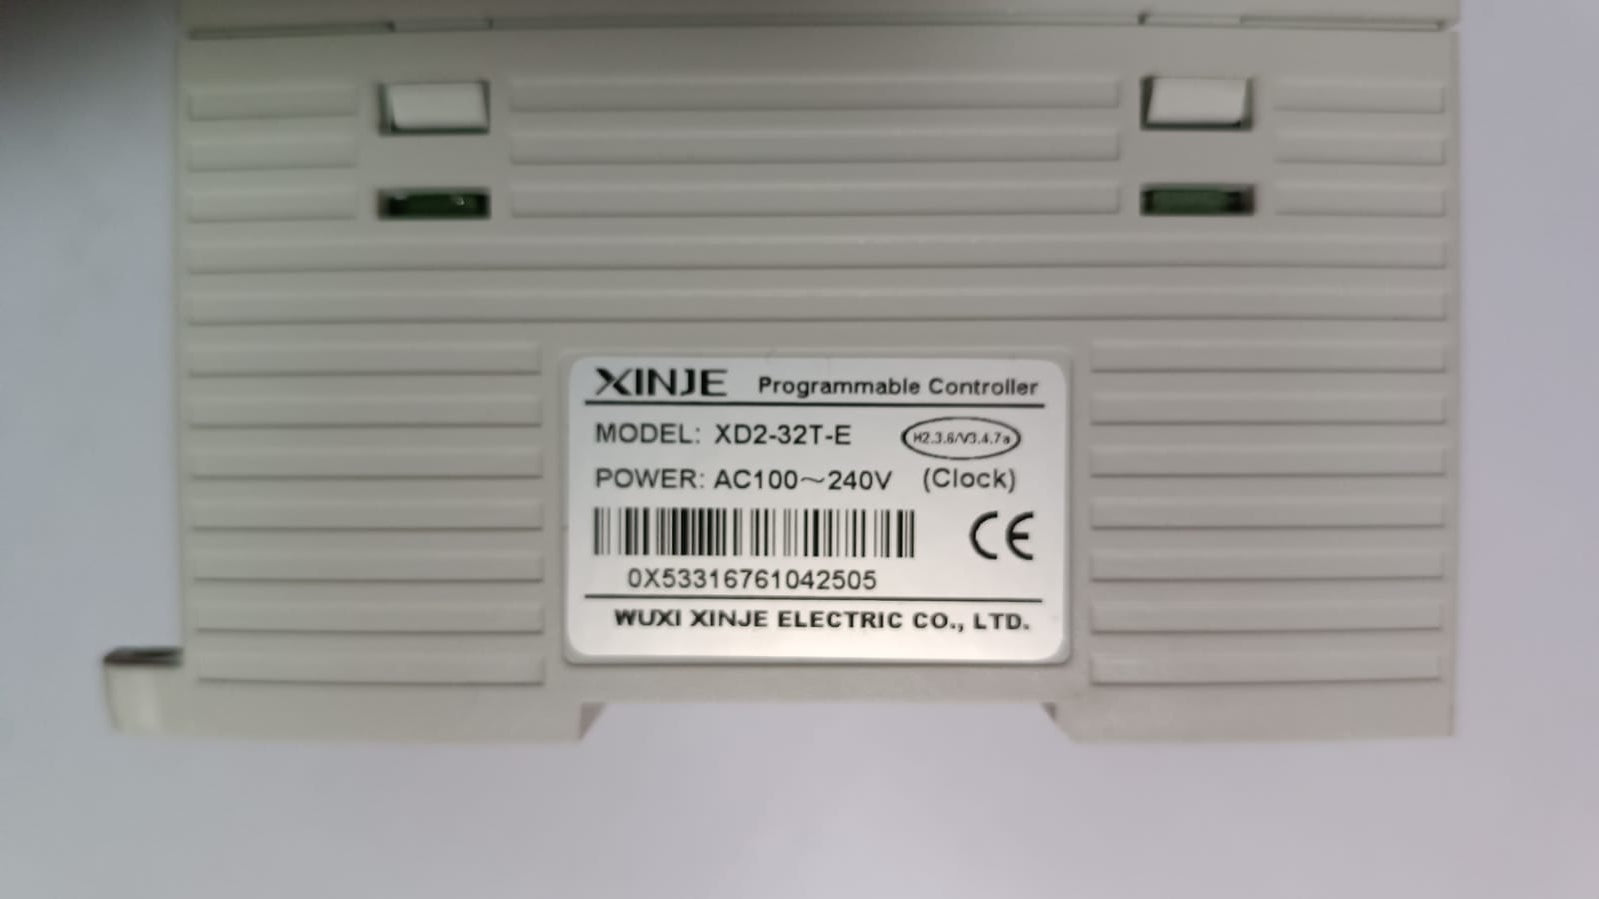 XINJE Programmable Controller
MODEL: XD2-32T-E H2.3.6/V3.4.7a
POWER: AC100~240V (Clock)
CE
0X53316761042505
WUXI XINJE ELECTRIC CO., LTD.